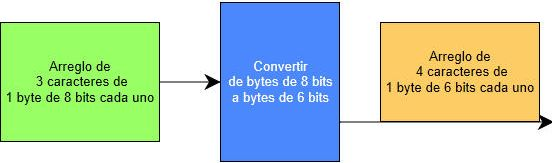 Arreglo de
3 caracteres de
1 byte de 8 bits cada uno
Convertir
de bytes de 8 bits
a bytes de 6 bits
Arreglo de
4 caracteres de
1 byte de 6 bits cada uno